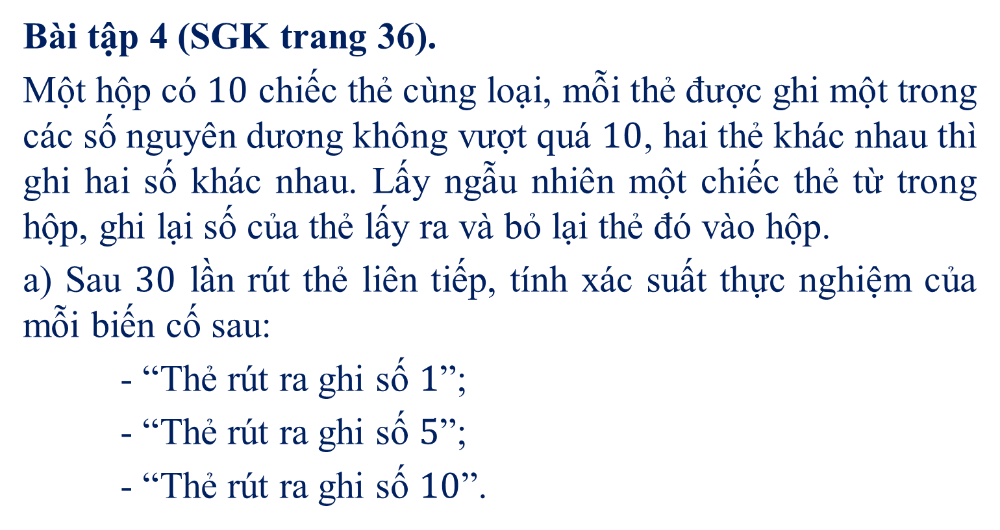 Bài tập 4 (SGK trang 36).
Một hộp có 10 chiếc thẻ cùng loại, mỗi thẻ được ghi một trong
các số nguyên dương không vượt quá 10, hai thẻ khác nhau thì
ghi hai số khác nhau. Lấy ngẫu nhiên một chiếc thẻ từ trong
hộp, ghi lại số của thẻ lấy ra và bỏ lại thẻ đó vào hộp.
a) Sau 30 lần rút thẻ liên tiếp, tính xác suất thực nghiệm của
mỗi biến cố sau:
- “Thẻ rút ra ghi số 1”;
- “Thẻ rút ra ghi số 5”;
- “Thẻ rút ra ghi số 10”.